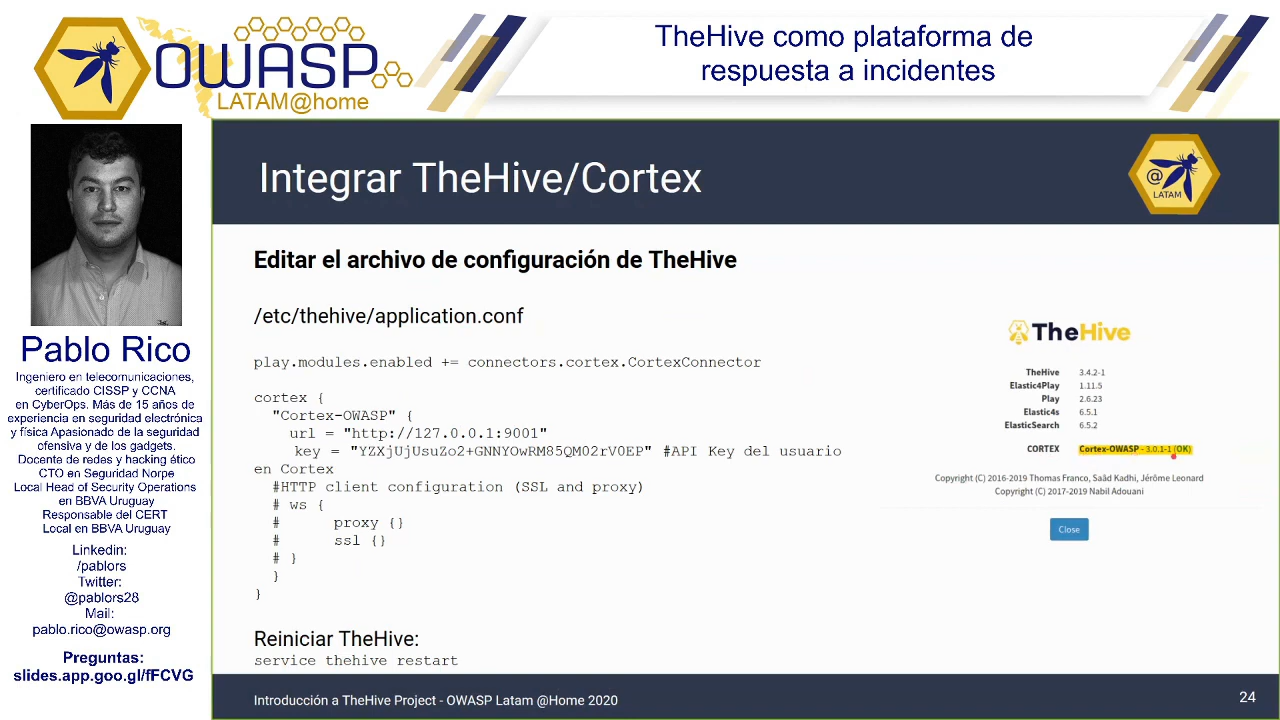 OWASP
LATAM@home
TheHive como plataforma de
respuesta a incidentes
Pablo Rico
Ingeniero en telecomunicaciones,
certificado CISSP y CCNA
en CyberOps. Más de 15 años de
experiencia en seguridad electrónica
y física Apasionado de la seguridad
ofensiva y de los gadgets.
Docente de redes y hacking ético
CTO en Seguridad Norpe
Local Head of Security Operations
en BBVA Uruguay
Responsable del CERT
Local en BBVA Uruguay
Linkedin:
/pablors
Twitter:
@pablors28
Mail:
pablo.rico@owasp.org
Preguntas:
slides.app.goo.gl/fFCVG
Integrar TheHive/Cortex
@
LATAM
Editar el archivo de configuración de TheHive
/etc/thehive/application.conf
play.modules.enabled += connectors.cortex.CortexConnector
cortex {
"Cortex-OWASP" {
url = "http://127.0.0.1:9001"
key = "YZXjUjUsuZo2+GNNYOwRM85QM02rV0EP" #API Key del usuario
en Cortex
#HTTP client configuration (SSL and proxy)
# ws {
# proxy {}
# ssl {}
# }
}
}
Reiniciar TheHive:
service thehive restart
TheHive
TheHive 3.4.2-1
Elastic4Play 1.11.5
Play 2.6.23
Elastic4s 6.5.1
ElasticSearch 6.5.2
CORTEX Cortex-OWASP - 3.0.1-1 (OK)
Copyright (C) 2016-2019 Thomas Franco, Saâd Kadhi, Jérôme Leonard
Copyright (C) 2017-2019 Nabil Adouani
Close
Introducción a TheHive Project - OWASP Latam @Home 2020
24